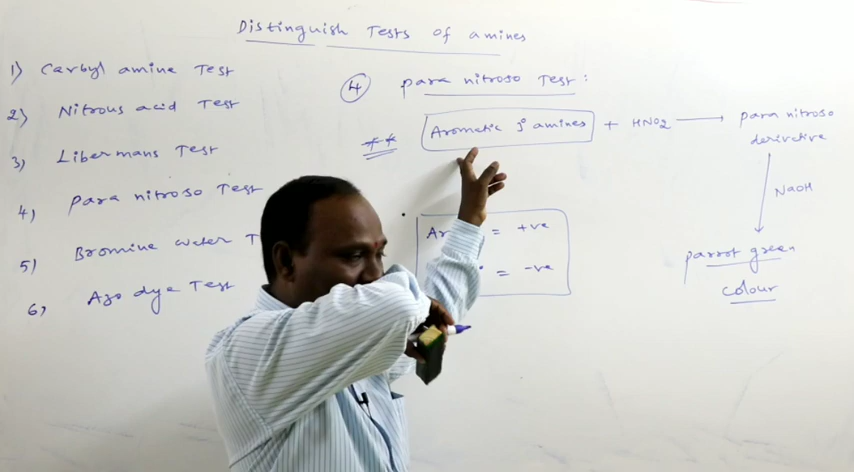 Distinguish Tests of amines
1) Carbyl amine Test
2) Nitrous acid Test
3) Libermans Test
4) Para nitroso Test
5) Bromine water T
6) Azo dye Test
4 para nitroso Test:
** Aromatic 3° amines + HNO2 → para nitroso derivetive
NaOH
parrot green colour
Ar = +ve
= -ve